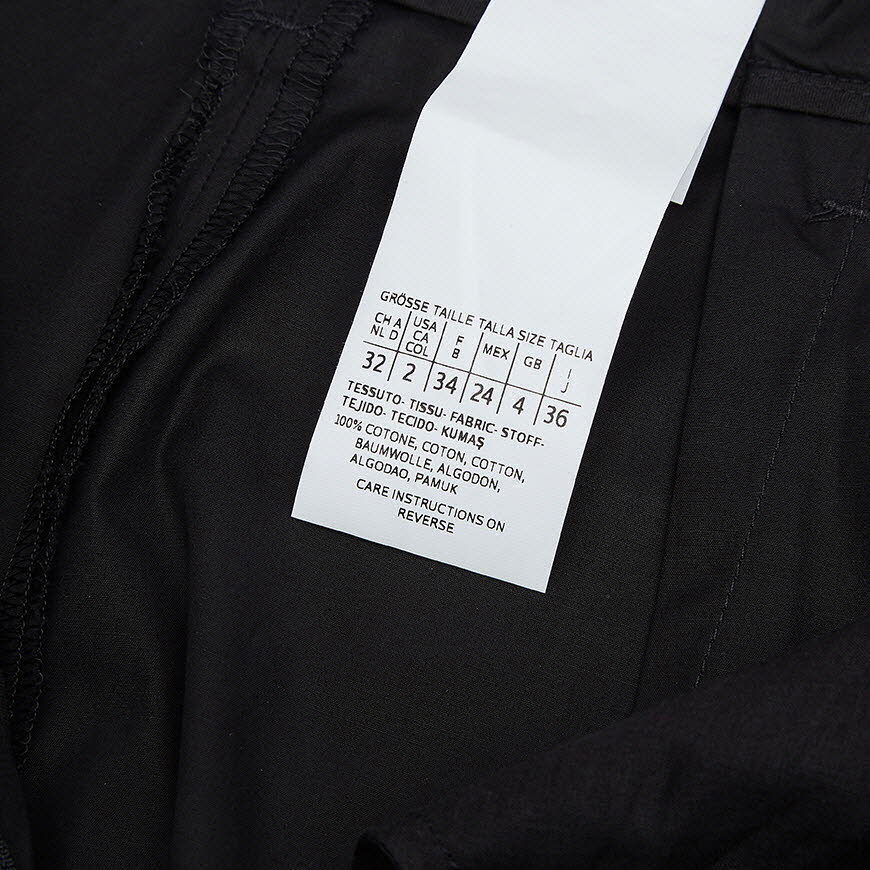 GRÖSSE TAILLE TALLA SIZE TAGLIA
CH A NL D USA CA COL F B MEX GB I J
32 2 34 24 4 36
TESSUTO- TISSU- FABRIC- STOFF-
TEJIDO- TECIDO- KUMAŞ
100% COTONE, COTON, COTTON,
BAUMWOLLE, ALGODON,
ALGODAO, PAMUK
CARE INSTRUCTIONS ON
REVERSE